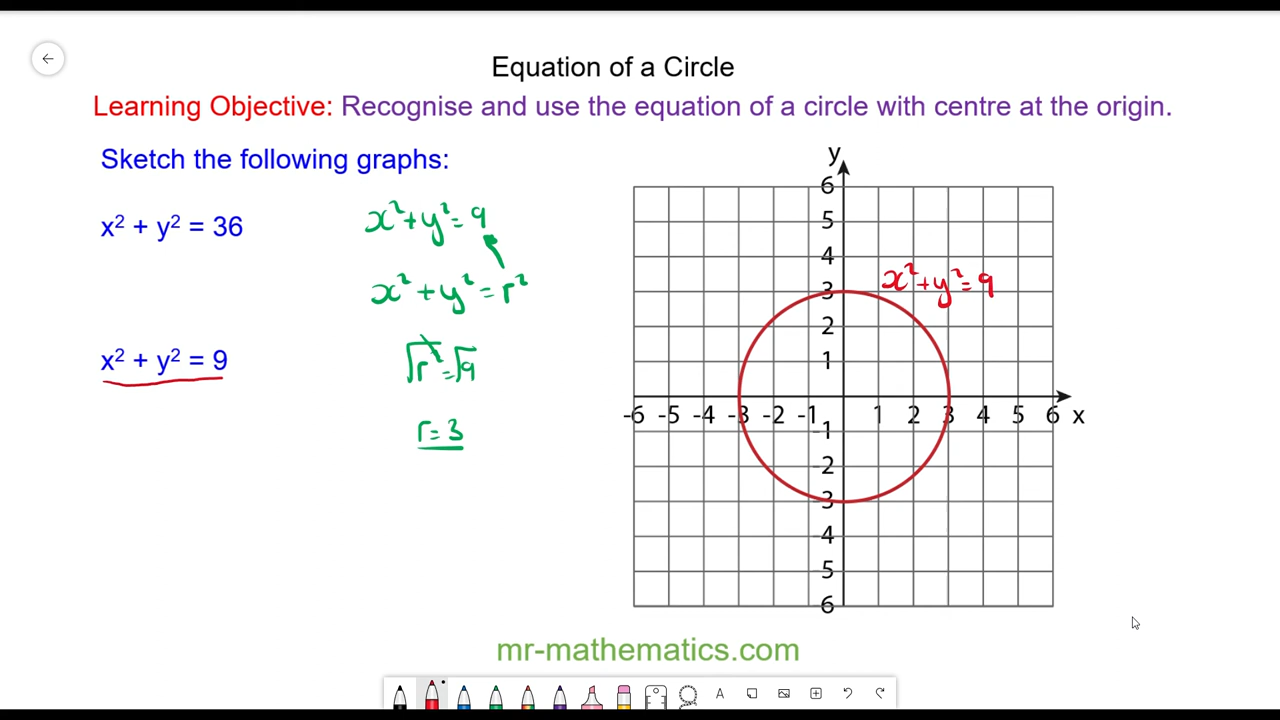 Equation of a Circle
Learning Objective: Recognise and use the equation of a circle with centre at the origin.
Sketch the following graphs:
x² + y² = 36
x² + y² = 9
x² + y² = 9
x² + y² = r²
√r² = √9
r = 3
y
6
5
4
3
2
1
-6 -5 -4 -3 -2 -1 1 2 3 4 5 6 x
-1
-2
3
-4
5
6
x² + y² = 9
mr-mathematics.com
A